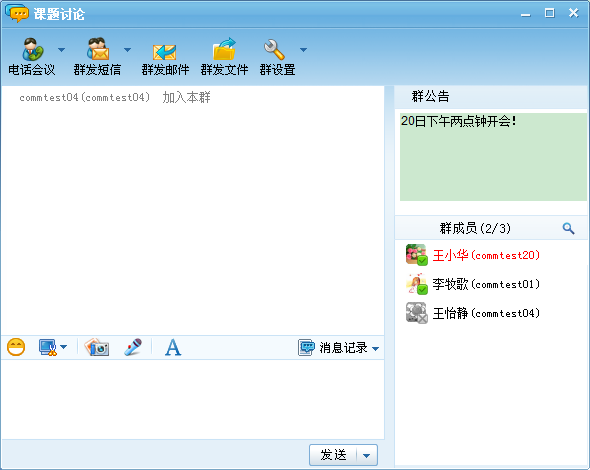 课题讨论
电话会议 群发短信 群发邮件 群发文件 群设置
commtest04(commtest04) 加入本群
群公告
20日下午两点钟开会!
群成员(2/3)
王小华(commtest20)
李牧歌(commtest01)
王怡静(commtest04)
A 消息记录
发送